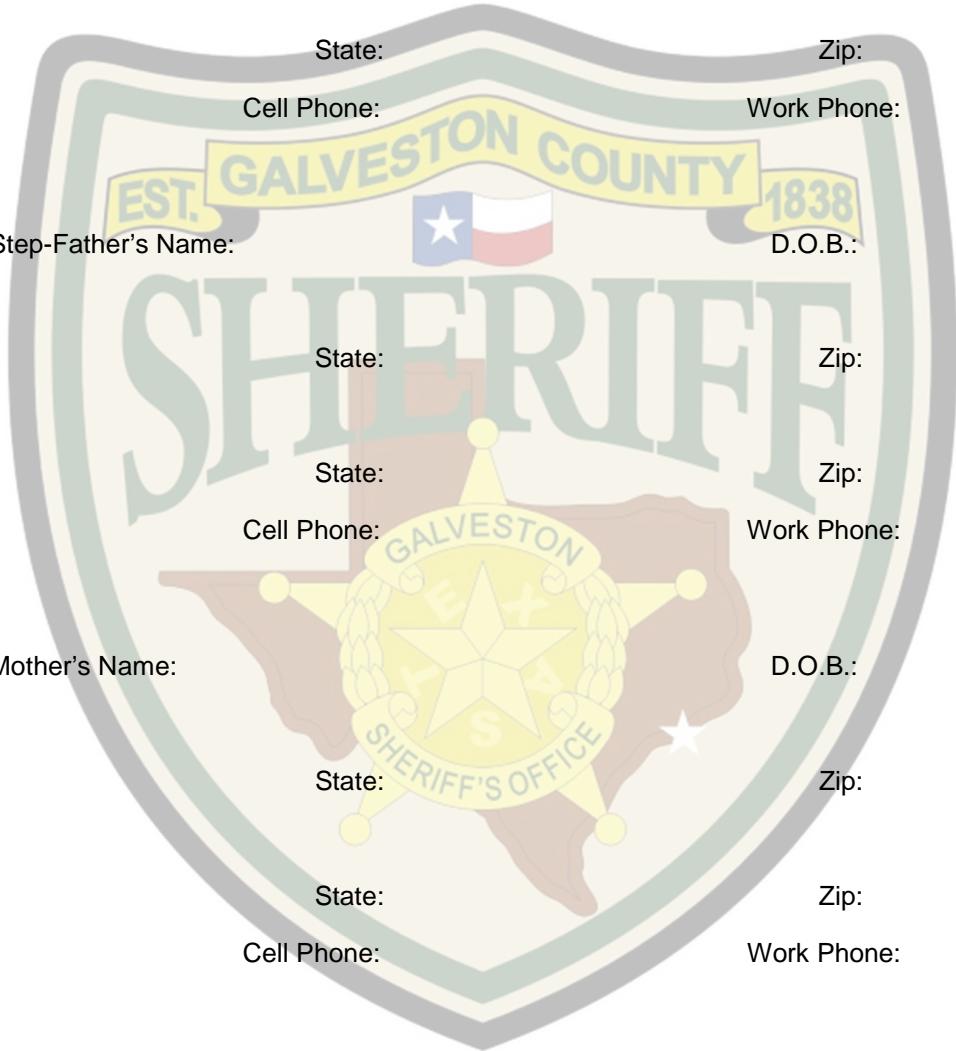 State: Zip:
Cell Phone: Work Phone:
GALVESTON COUNTY
EST. 1838
Step-Father's Name: D.O.B.:
SHERIFF
State: Zip:
State: Zip:
Cell Phone: Work Phone:
GALVESTON
TEXAS
SHERIFF'S OFFICE
Mother's Name: D.O.B.:
State: Zip:
State: Zip:
Cell Phone: Work Phone: